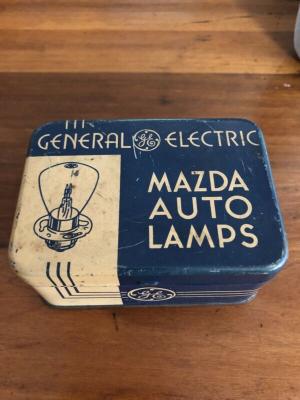 GENERAL GE ELECTRIC
MAZDA
AUTO
LAMPS
GE